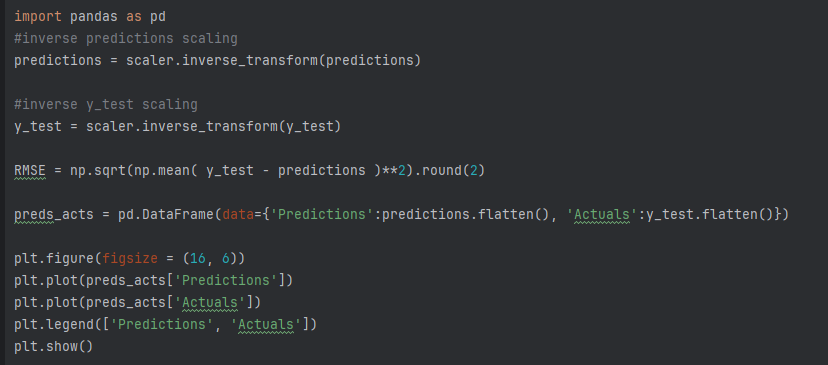 import pandas as pd
#inverse predictions scaling
predictions = scaler.inverse_transform(predictions)
#inverse y_test scaling
y_test = scaler.inverse_transform(y_test)
RMSE = np.sqrt(np.mean( y_test - predictions )**2).round(2)
preds_acts = pd.DataFrame(data={'Predictions':predictions.flatten(), 'Actuals':y_test.flatten()})
plt.figure(figsize = (16, 6))
plt.plot(preds_acts['Predictions'])
plt.plot(preds_acts['Actuals'])
plt.legend(['Predictions', 'Actuals'])
plt.show()